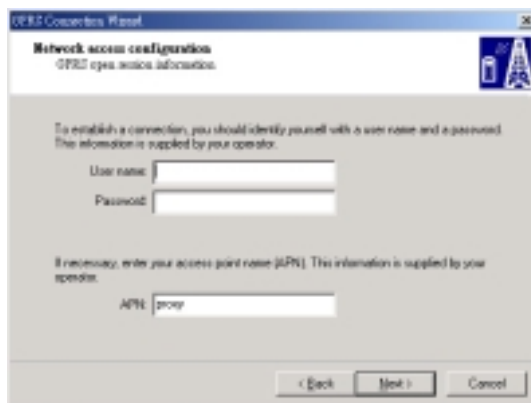 GPRS Connection Wizard
Network access configuration
GPRS open session information
To establish a connection, you should identify yourself with a user name and a password.
This information is supplied by your operator.
User name:
Password:
If necessary, enter your access point name (APN). This information is supplied by your
operator.
APN: proxy
< Back Next > Cancel